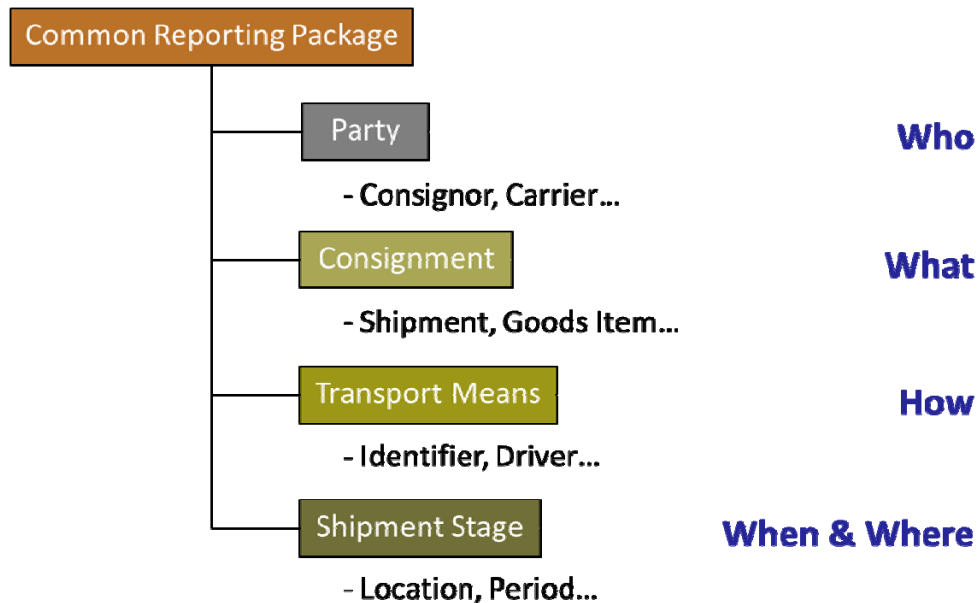 Common Reporting Package
Party
Who
- Consignor, Carrier...
Consignment
What
- Shipment, Goods Item...
Transport Means
How
- Identifier, Driver...
Shipment Stage
When & Where
- Location, Period...